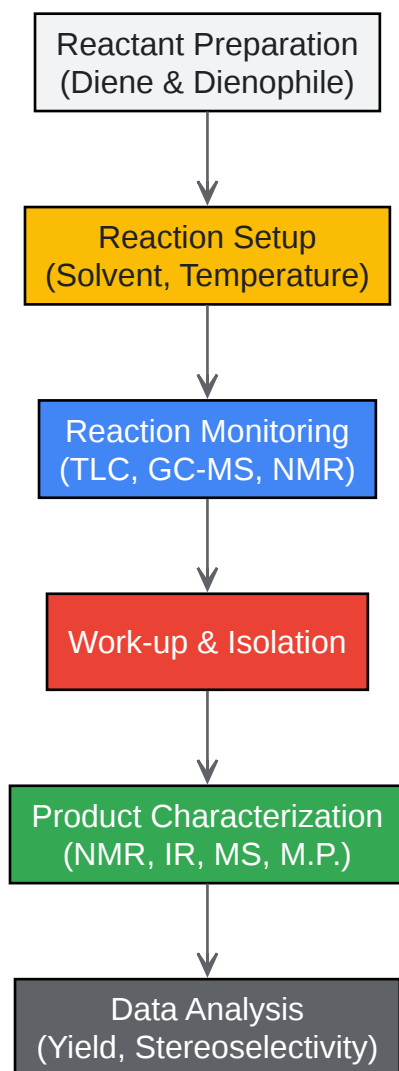 Reactant Preparation
(Diene & Dienophile)
Reaction Setup
(Solvent, Temperature)
Reaction Monitoring
(TLC, GC-MS, NMR)
Work-up & Isolation
Product Characterization
(NMR, IR, MS, M.P.)
Data Analysis
(Yield, Stereoselectivity)